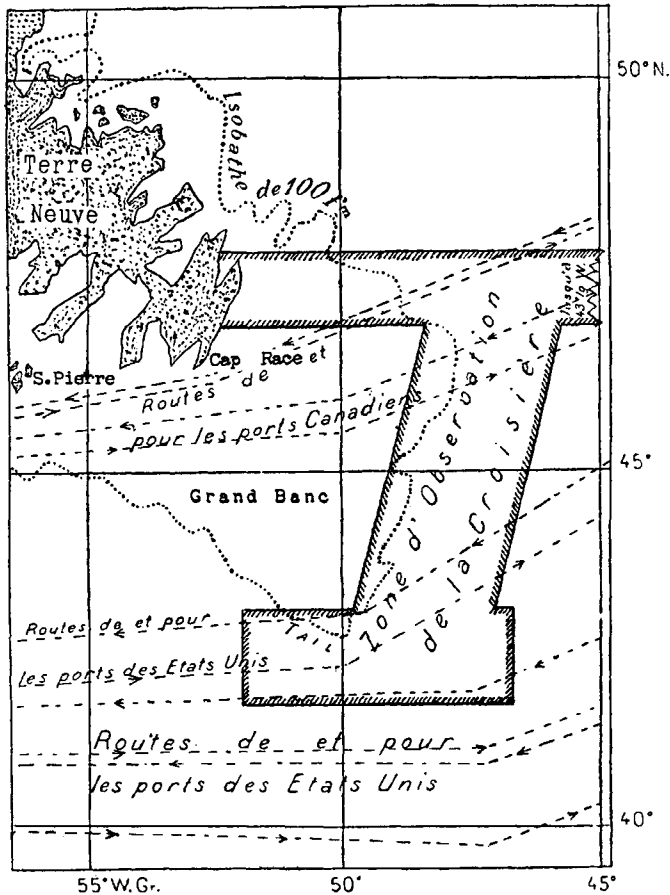 50° N.
Isobathe
de 100 fm
Terre
Neuve
Cap Race et
S.Pierre
Routes de
pour les ports Canadiens
45°
Grand Banc
Zone d'Observation
de la Croisière
Routes de et pour
TAIL
Les ports des Etats Unis
Routes de et pour
les ports des Etats Unis
40°
55° W.Gr.
50°
45°